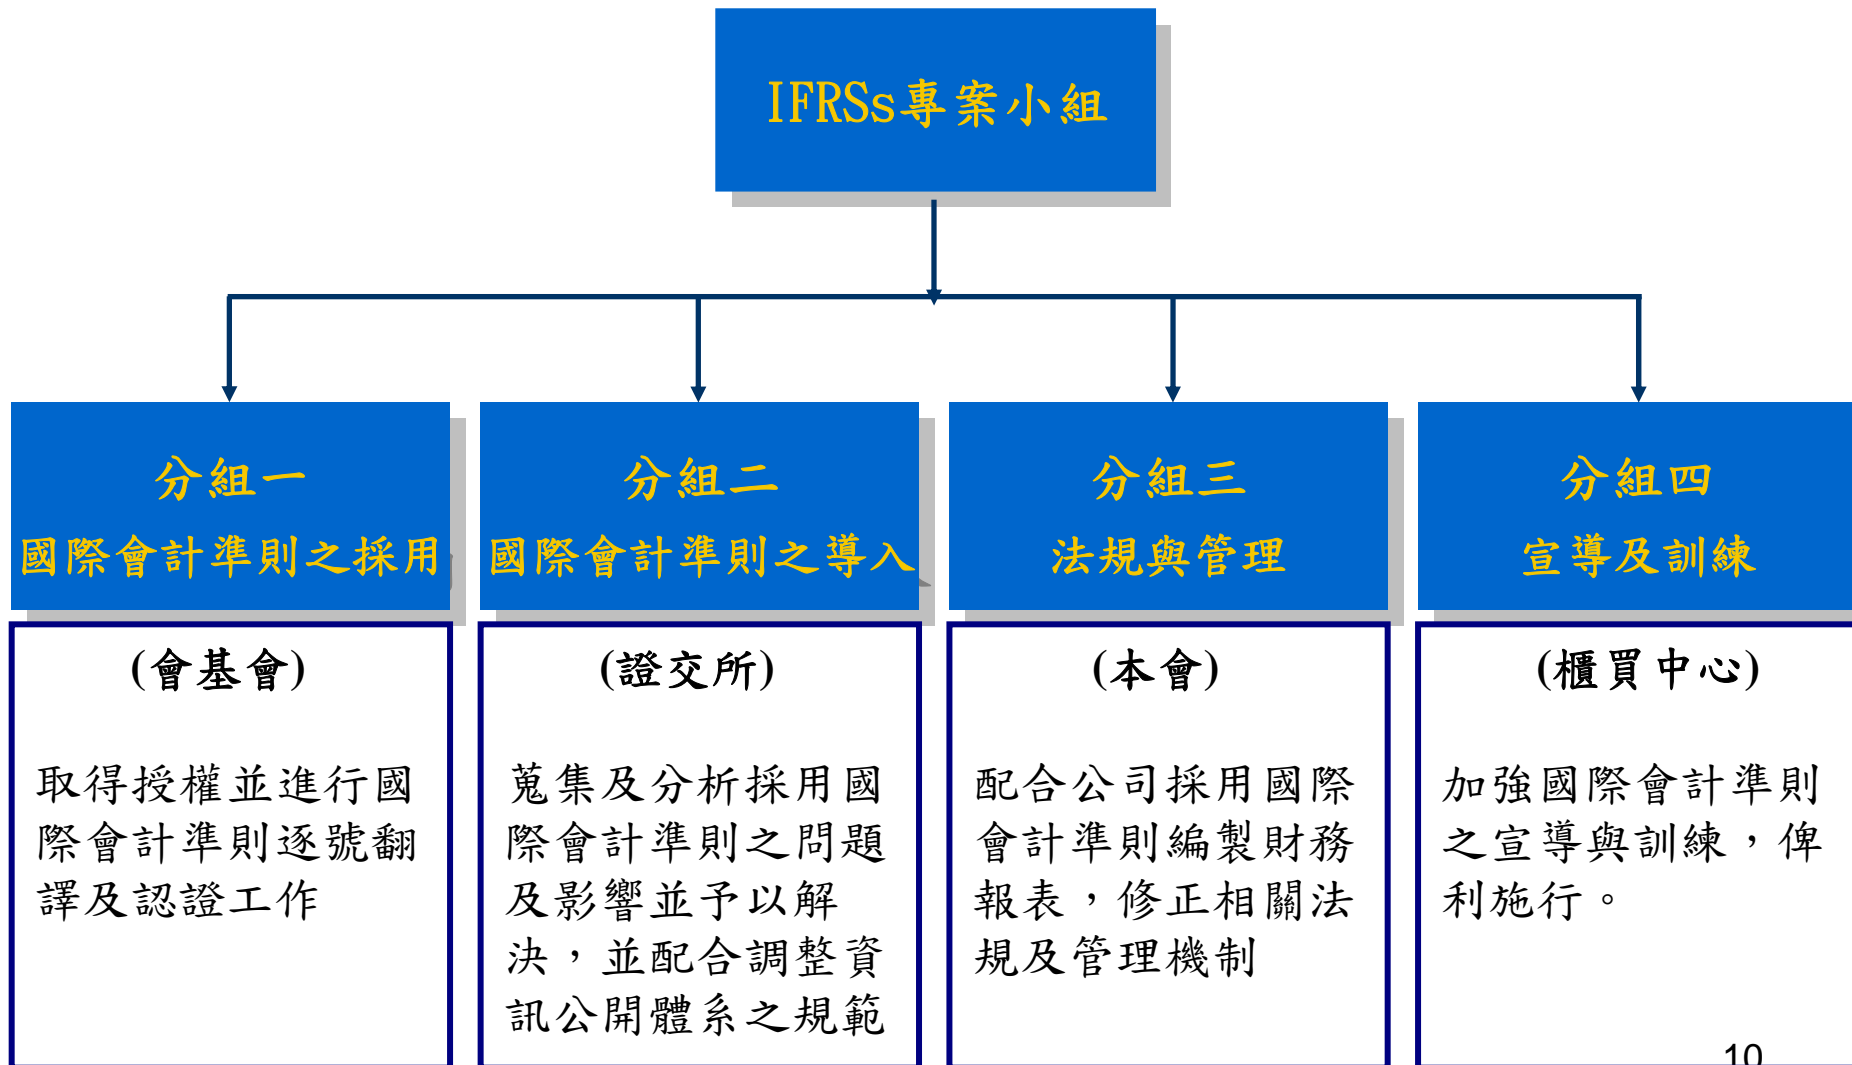 IFRSs專案小組
分組一
國際會計準則之採用
(會基會)
取得授權並進行國
際會計準則逐號翻
譯及認證工作
分組二
國際會計準則之導入
(證交所)
蒐集及分析採用國
際會計準則之問題
及影響並予以解
決，並配合調整資
訊公開體系之規範
分組三
法規與管理
(本會)
配合公司採用國際
會計準則編製財務
報表，修正相關法
規及管理機制
分組四
宣導及訓練
(櫃買中心)
加強國際會計準則
之宣導與訓練，俾
利施行。
10